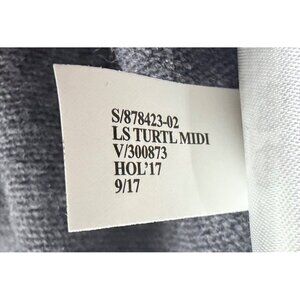 S/878423-02
LS TURTL MIDI
V/300873
HOL'17
9/17